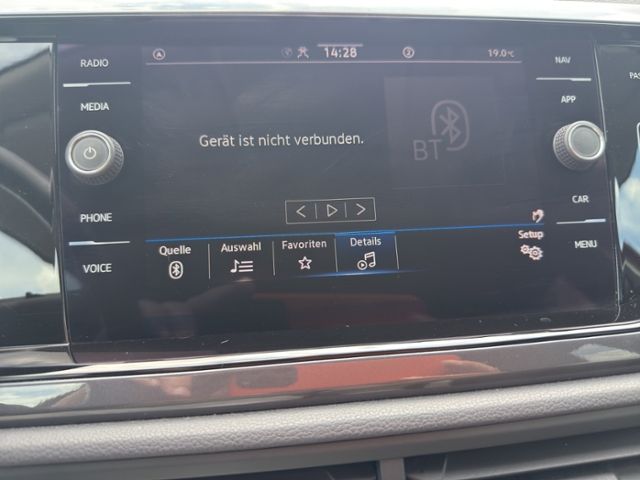 RADIO
MEDIA
PHONE
VOICE
14:28
2
19.0°C
Gerät ist nicht verbunden.
BT
Quelle
Auswahl
Favoriten
Details
Setup
NAV
APP
CAR
MENU